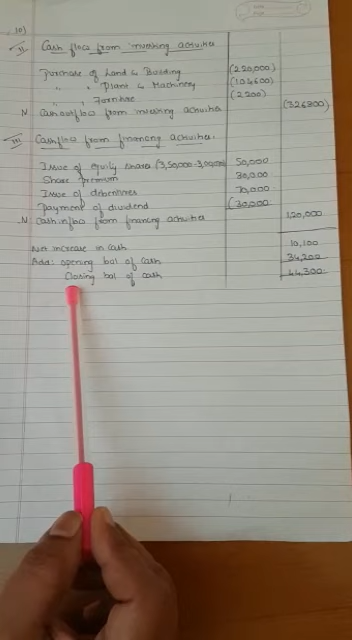 10)
II Cash flow from investing activities
Purchase of Land & Building (220,000)
" " Plant & Machinery (104600)
" " Furniture (2200)
N Cash outflow from investing activities (326800)
III Cash flow from financing activities.
Issue of equity shares (3,50,000-3,00,000) 50,000
Share premium 30,000
Issue of debentures 70,000
Payment of dividend (30,000)
N Cash inflow from financing activities 1,20,000
Net increase in cash 10,100
Add: opening bal of cash 34,200
Closing bal of cash 44,300